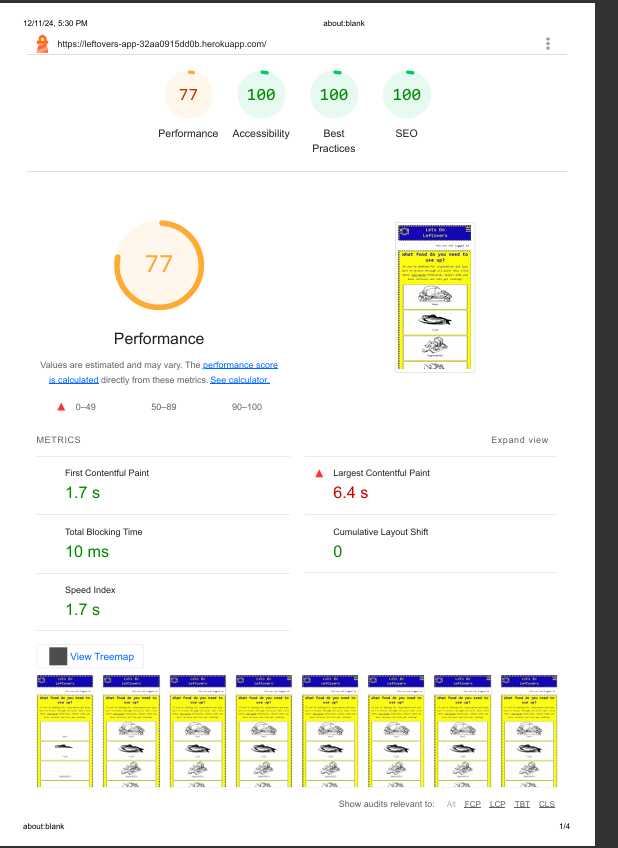 12/11/24, 5:30 PM about:blank
https://leftovers-app-32aa0915dd0b.herokuapp.com/
77 100 100 100
Performance Accessibility Best Practices SEO
77
Performance
Values are estimated and may vary. The performance score
is calculated directly from these metrics. See calculator.
0–49 50–89 90–100
Lets Do
Leftovers
What food do you need to
use up?
METRICS Expand view
First Contentful Paint
1.7 s
Largest Contentful Paint
6.4 s
Total Blocking Time
10 ms
Cumulative Layout Shift
0
Speed Index
1.7 s
View Treemap
Show audits relevant to: All FCP LCP TBT CLS
about:blank 1/4